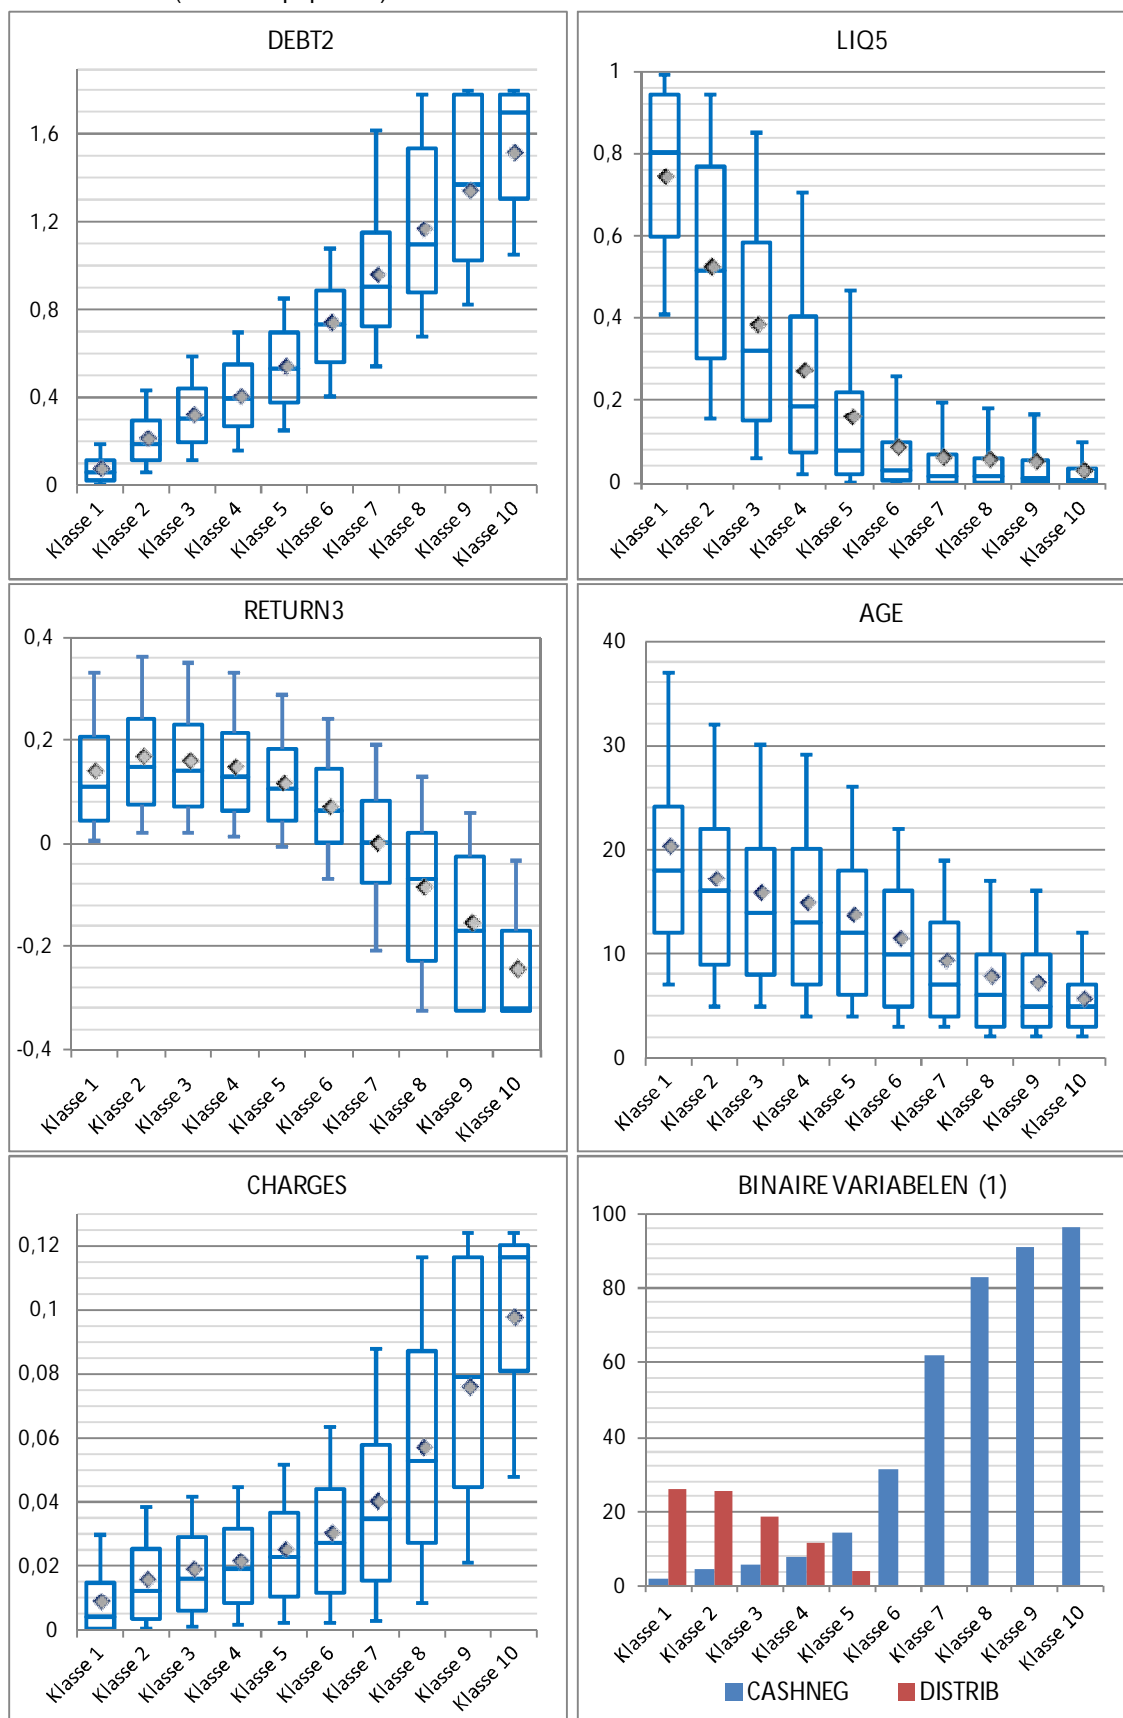 DEBT2
1,6
1,2
0,8
0,4
0
Klasse 1
Klasse 2
Klasse 3
Klasse 4
Klasse 5
Klasse 6
Klasse 7
Klasse 8
Klasse 9
Klasse 10
LIQ5
1
0,8
0,6
0,4
0,2
0
Klasse 1
Klasse 2
Klasse 3
Klasse 4
Klasse 5
Klasse 6
Klasse 7
Klasse 8
Klasse 9
Klasse 10
RETURN3
0,4
0,2
0
-0,2
-0,4
Klasse 1
Klasse 2
Klasse 3
Klasse 4
Klasse 5
Klasse 6
Klasse 7
Klasse 8
Klasse 9
Klasse 10
AGE
40
30
20
10
0
Klasse 1
Klasse 2
Klasse 3
Klasse 4
Klasse 5
Klasse 6
Klasse 7
Klasse 8
Klasse 9
Klasse 10
CHARGES
0,12
0,1
0,08
0,06
0,04
0,02
0
Klasse 1
Klasse 2
Klasse 3
Klasse 4
Klasse 5
Klasse 6
Klasse 7
Klasse 8
Klasse 9
Klasse 10
BINAIRE VARIABELEN (1)
100
80
60
40
20
0
Klasse 1
Klasse 2
Klasse 3
Klasse 4
Klasse 5
Klasse 6
Klasse 7
Klasse 8
Klasse 9
Klasse 10
CASHNEG
DISTRIB